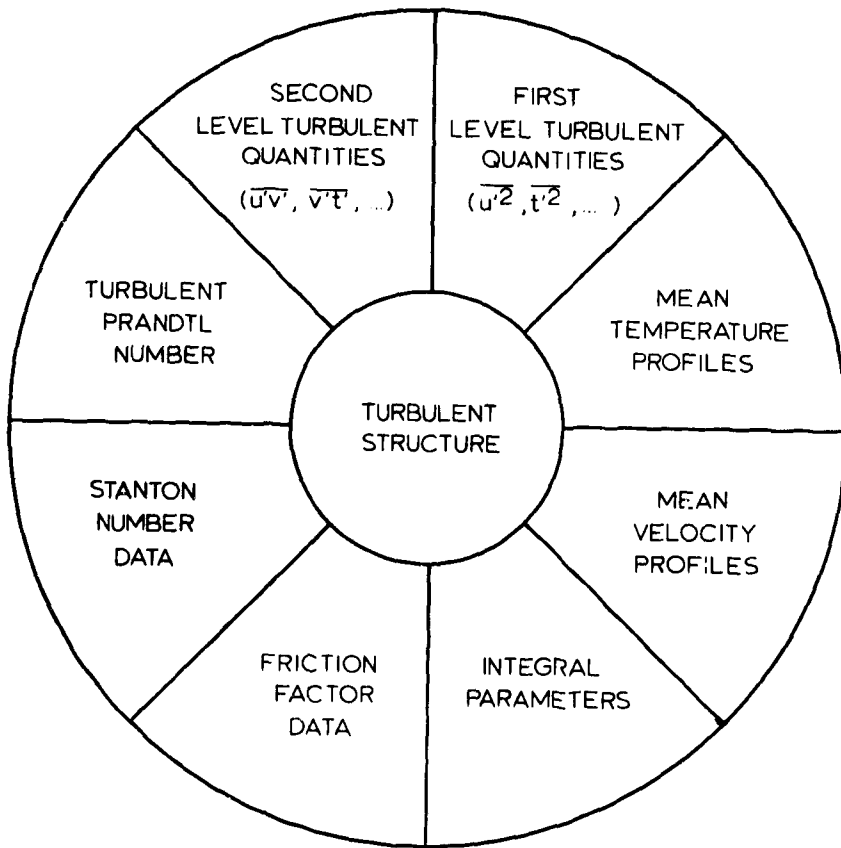 SECOND
LEVEL TURBULENT
QUANTITIES
(u'v', v't', ...)
FIRST
LEVEL TURBULENT
QUANTITIES
(u'², t'², ... )
TURBULENT
PRANDTL
NUMBER
MEAN
TEMPERATURE
PROFILES
TURBULENT
STRUCTURE
STANTON
NUMBER
DATA
MEAN
VELOCITY
PROFILES
FRICTION
FACTOR
DATA
INTEGRAL
PARAMETERS